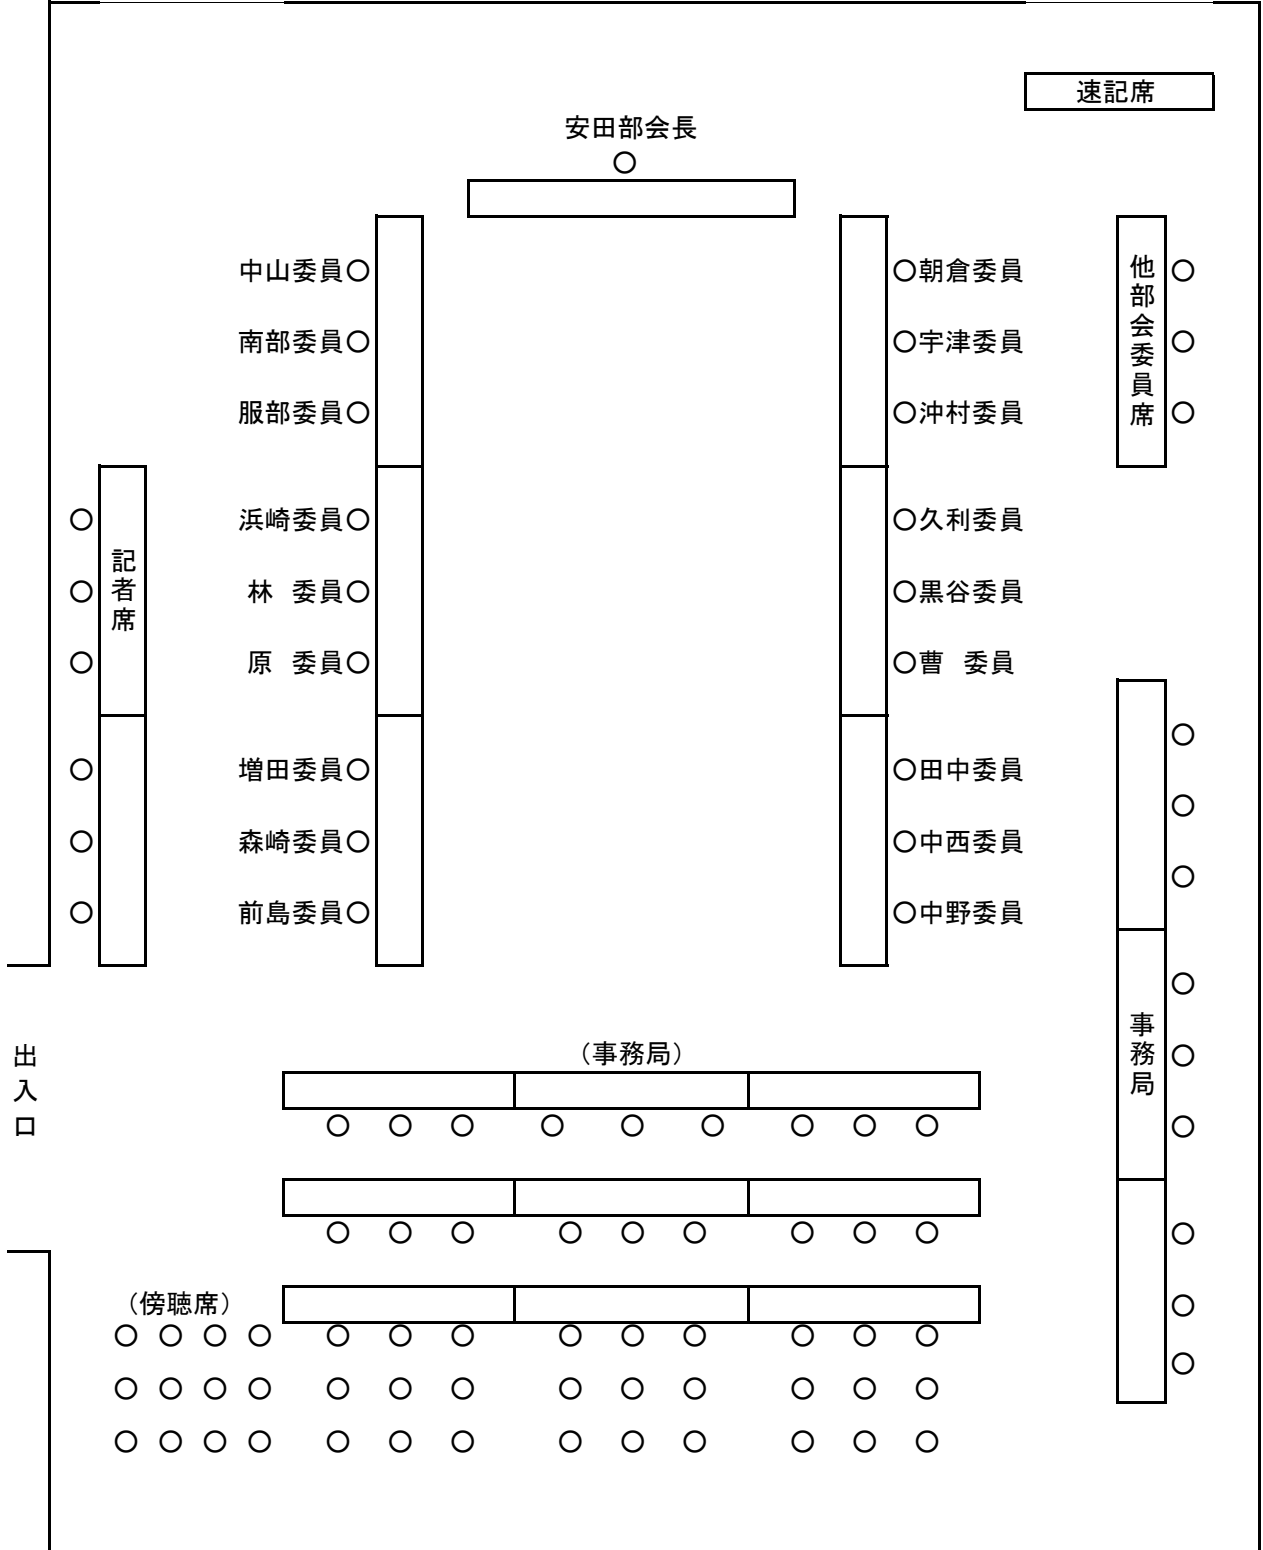 速記席
安田部会長
中山委員
朝倉委員
他部会委員席
南部委員
宇津委員
服部委員
沖村委員
浜崎委員
久利委員
記者席
林 委員
黒谷委員
原 委員
曹 委員
増田委員
田中委員
森崎委員
中西委員
前島委員
中野委員
出入口
（事務局）
事務局
（傍聴席）